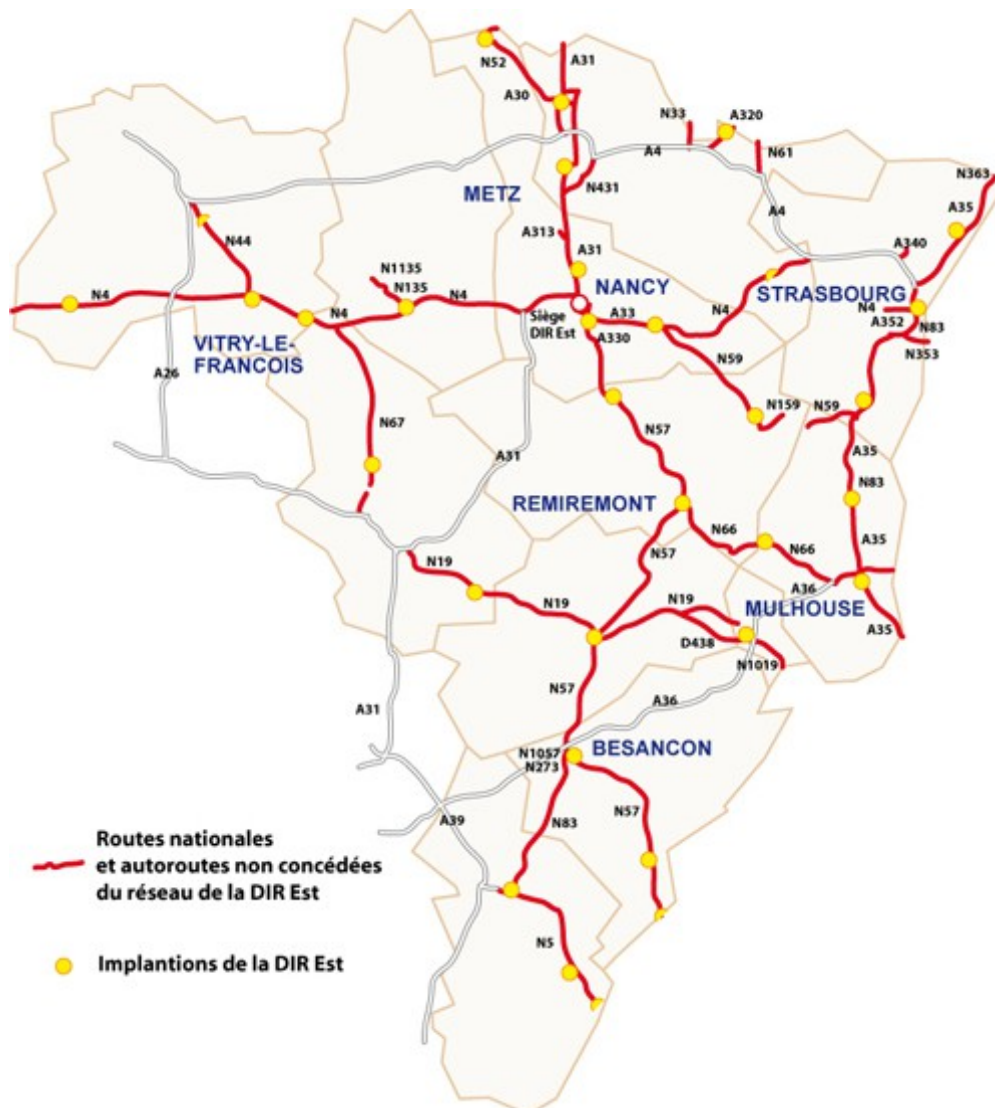 N52
A31
A30
N33
A320
A4
N61
N363
METZ
N431
A4
A35
N44
A313
A340
N1135
A31
N135
NANCY
STRASBOURG
N4
N4
N4
Siège
DIR Est
A33
N4
N4
A352
N83
VITRY-LE-
FRANCOIS
A330
N353
A26
N59
N59
N159
N67
N57
A35
A31
N83
REMIREMONT
N66
N66
A35
N19
N57
A36
N19
N19
MULHOUSE
D438
A35
N1019
N57
A36
A31
N1057
BESANCON
N273
A39
N83
N57
Routes nationales
et autoroutes non concédées
du réseau de la DIR Est
N5
Implantions de la DIR Est